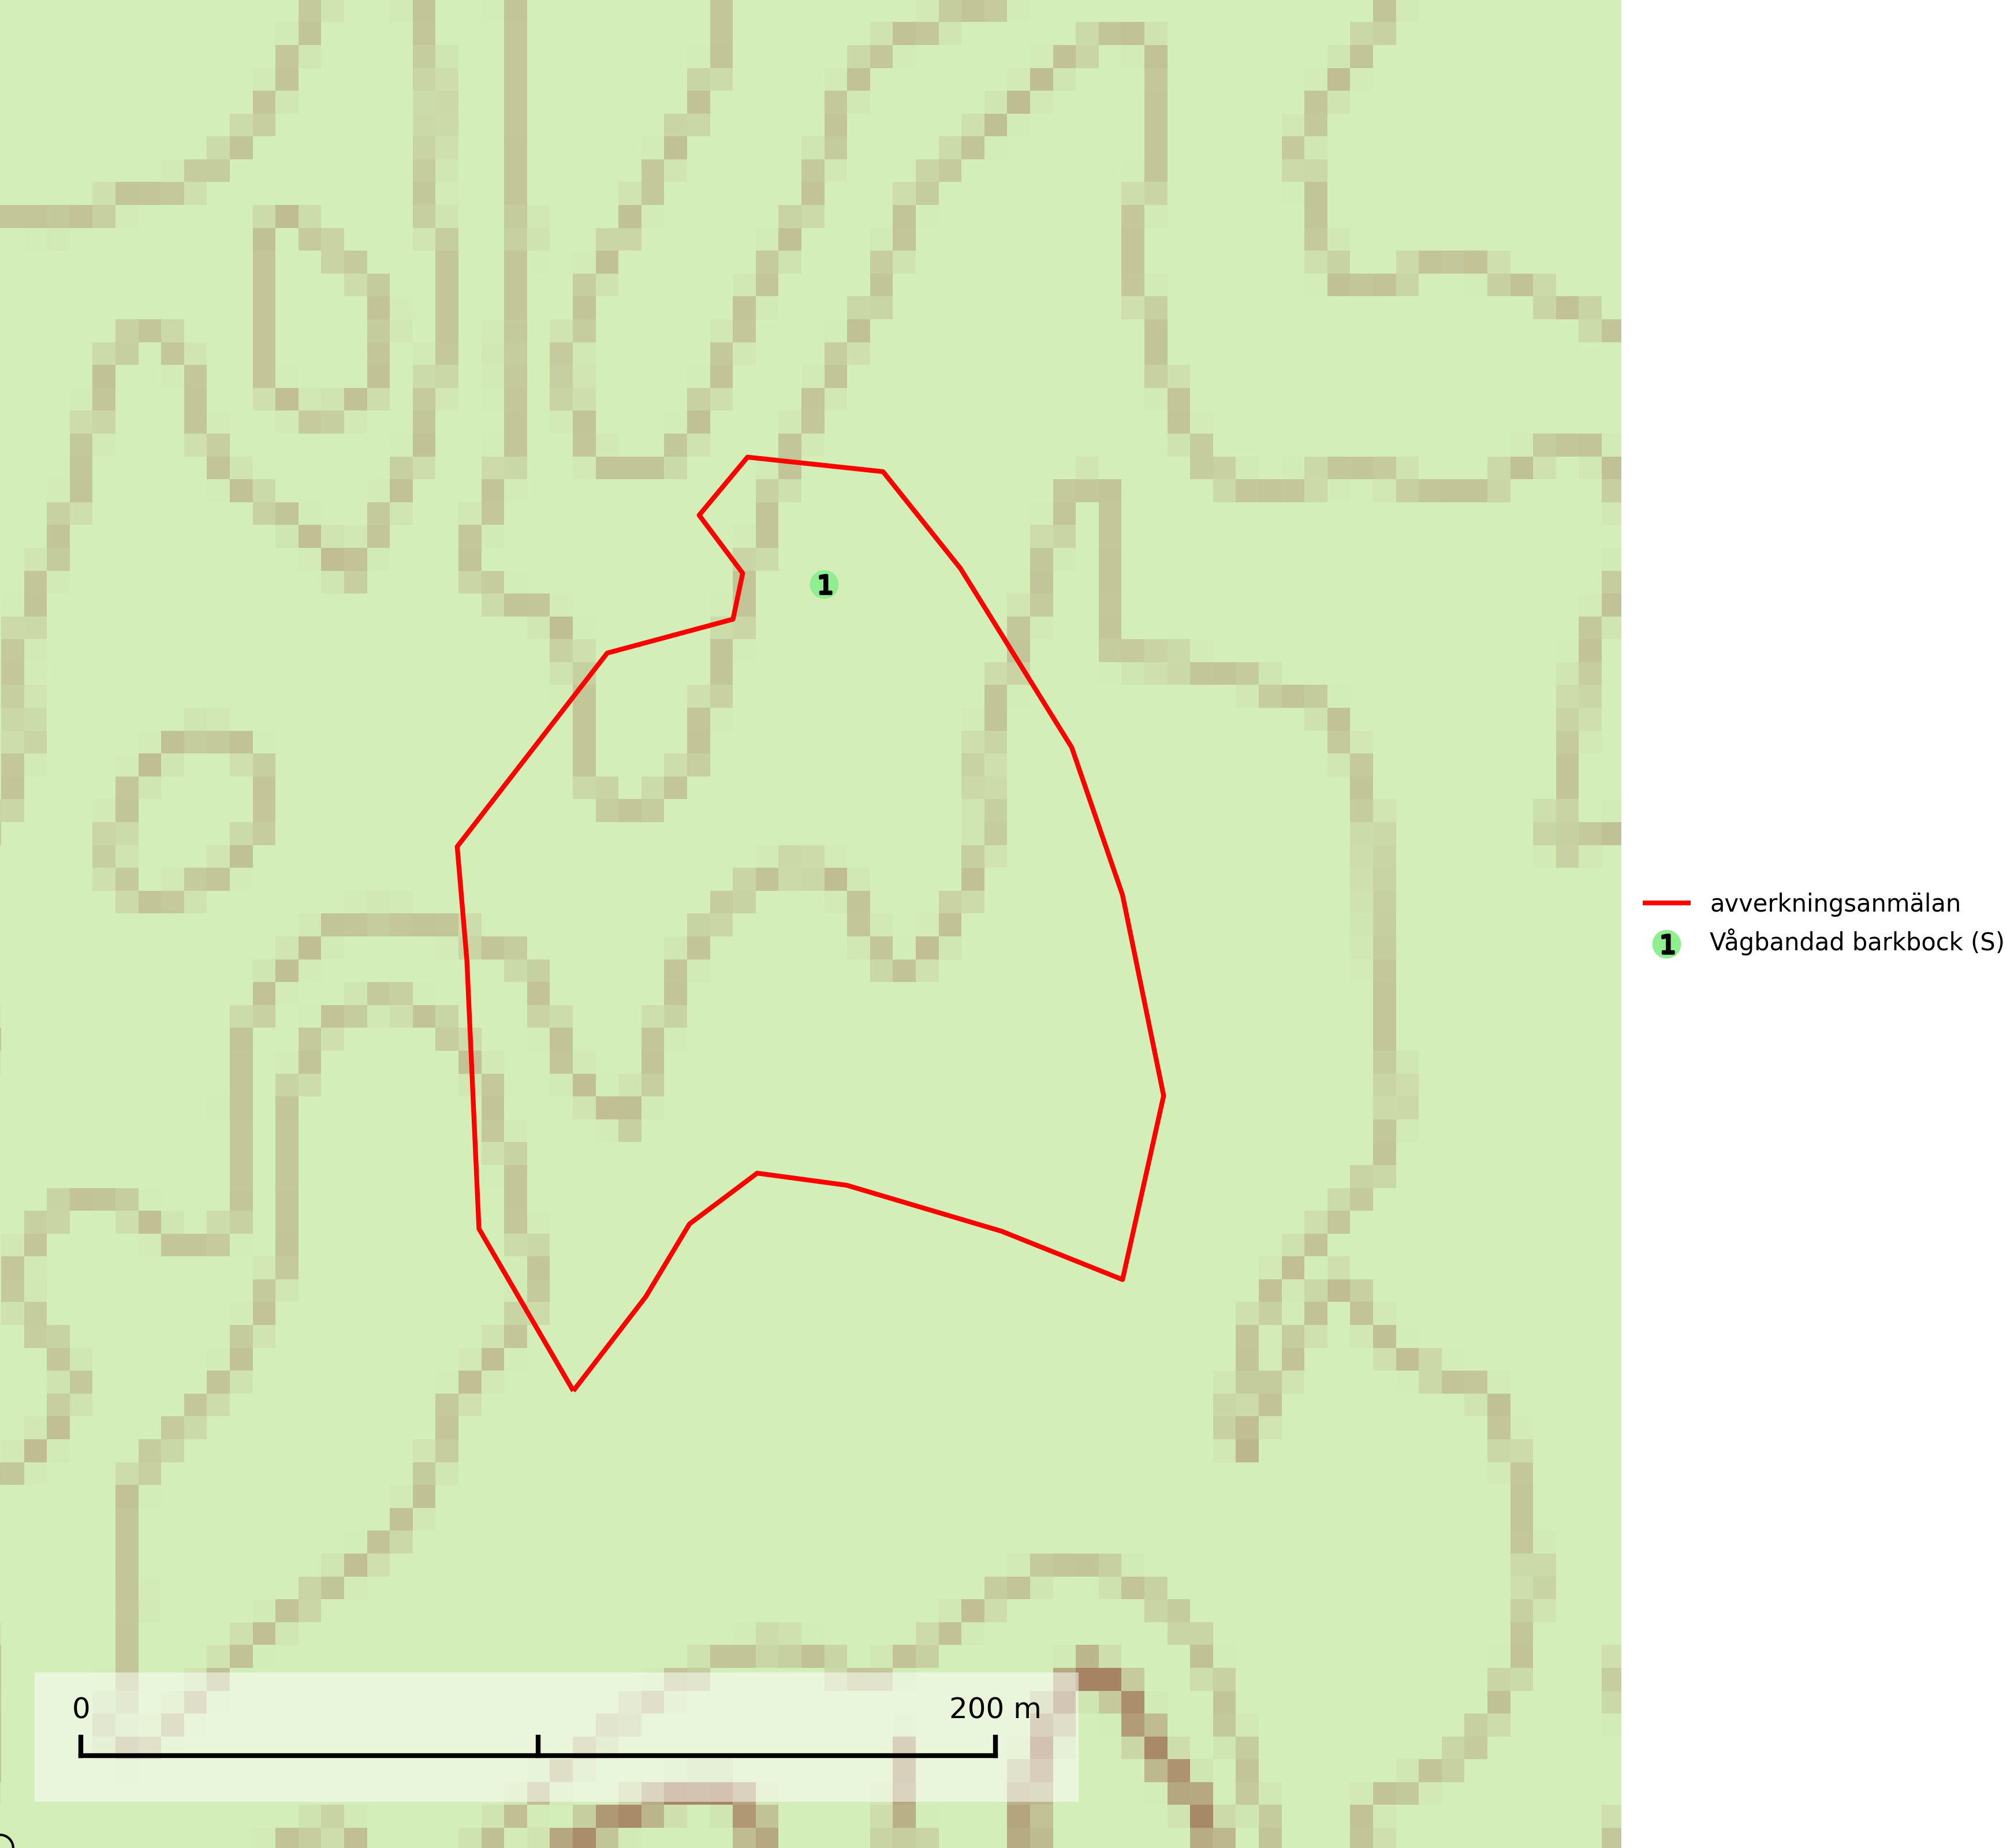 1
avverkningsanmälan
1 Vågbandad barkbock (S)
0 200 m